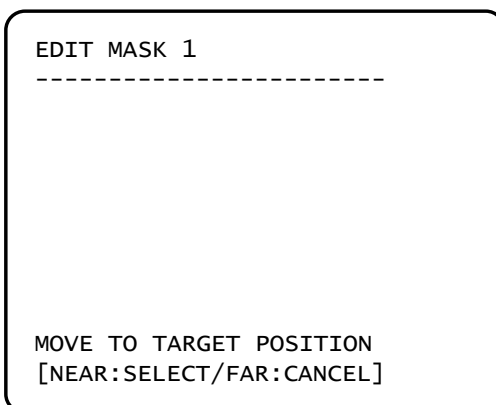 EDIT MASK 1
------------------------
MOVE TO TARGET POSITION
[NEAR:SELECT/FAR:CANCEL]